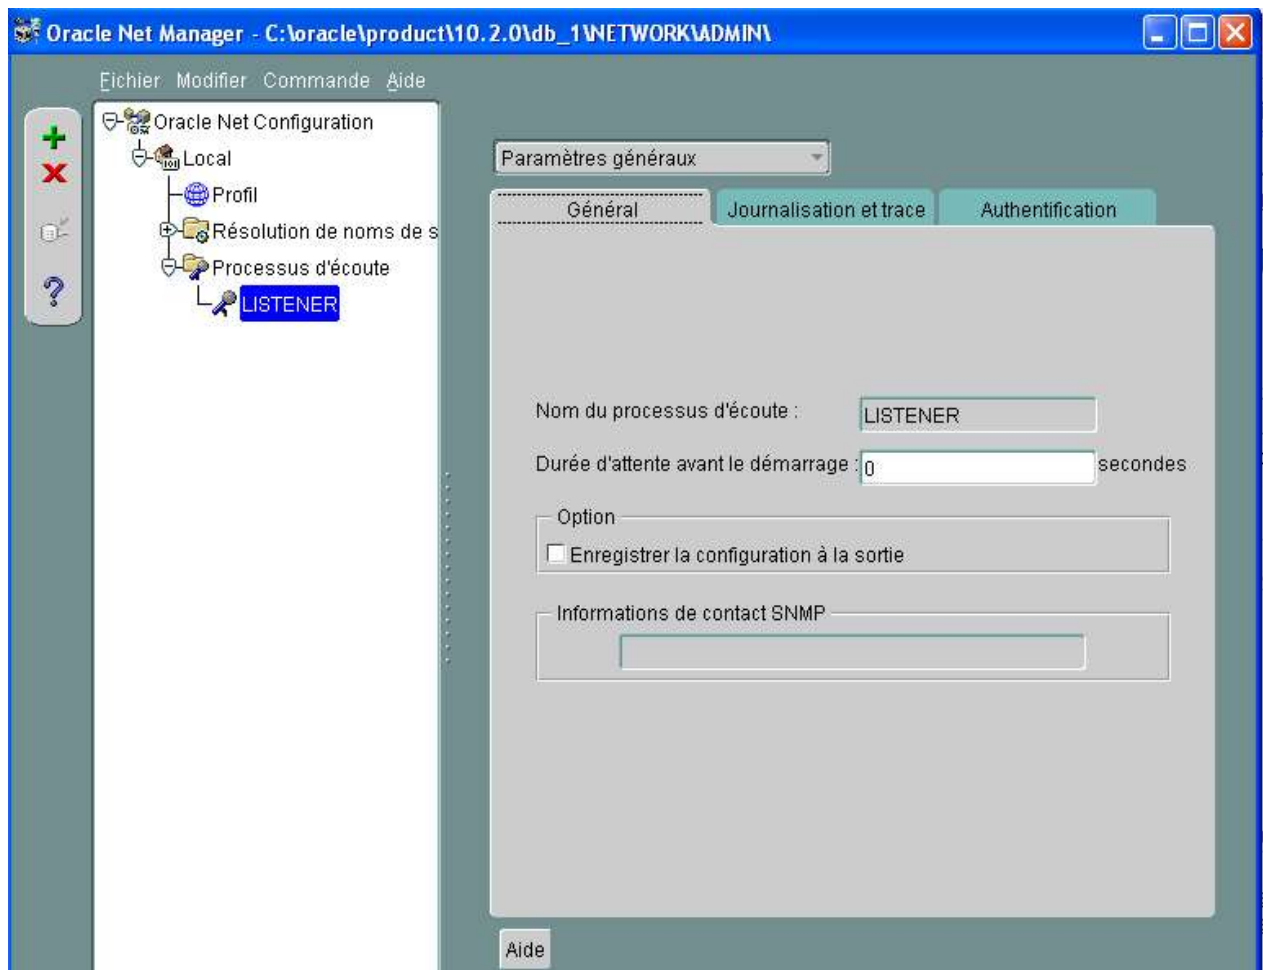 Oracle Net Manager - C:\oracle\product\10.2.0\db_1\NETWORK\ADMIN\
Fichier Modifier Commande Aide
Oracle Net Configuration
Local
Profil
Résolution de noms de s
Processus d'écoute
LISTENER
Paramètres généraux
Général Journalisation et trace Authentification
Nom du processus d'écoute : LISTENER
Durée d'attente avant le démarrage : 0 secondes
Option
Enregistrer la configuration à la sortie
Informations de contact SNMP
Aide